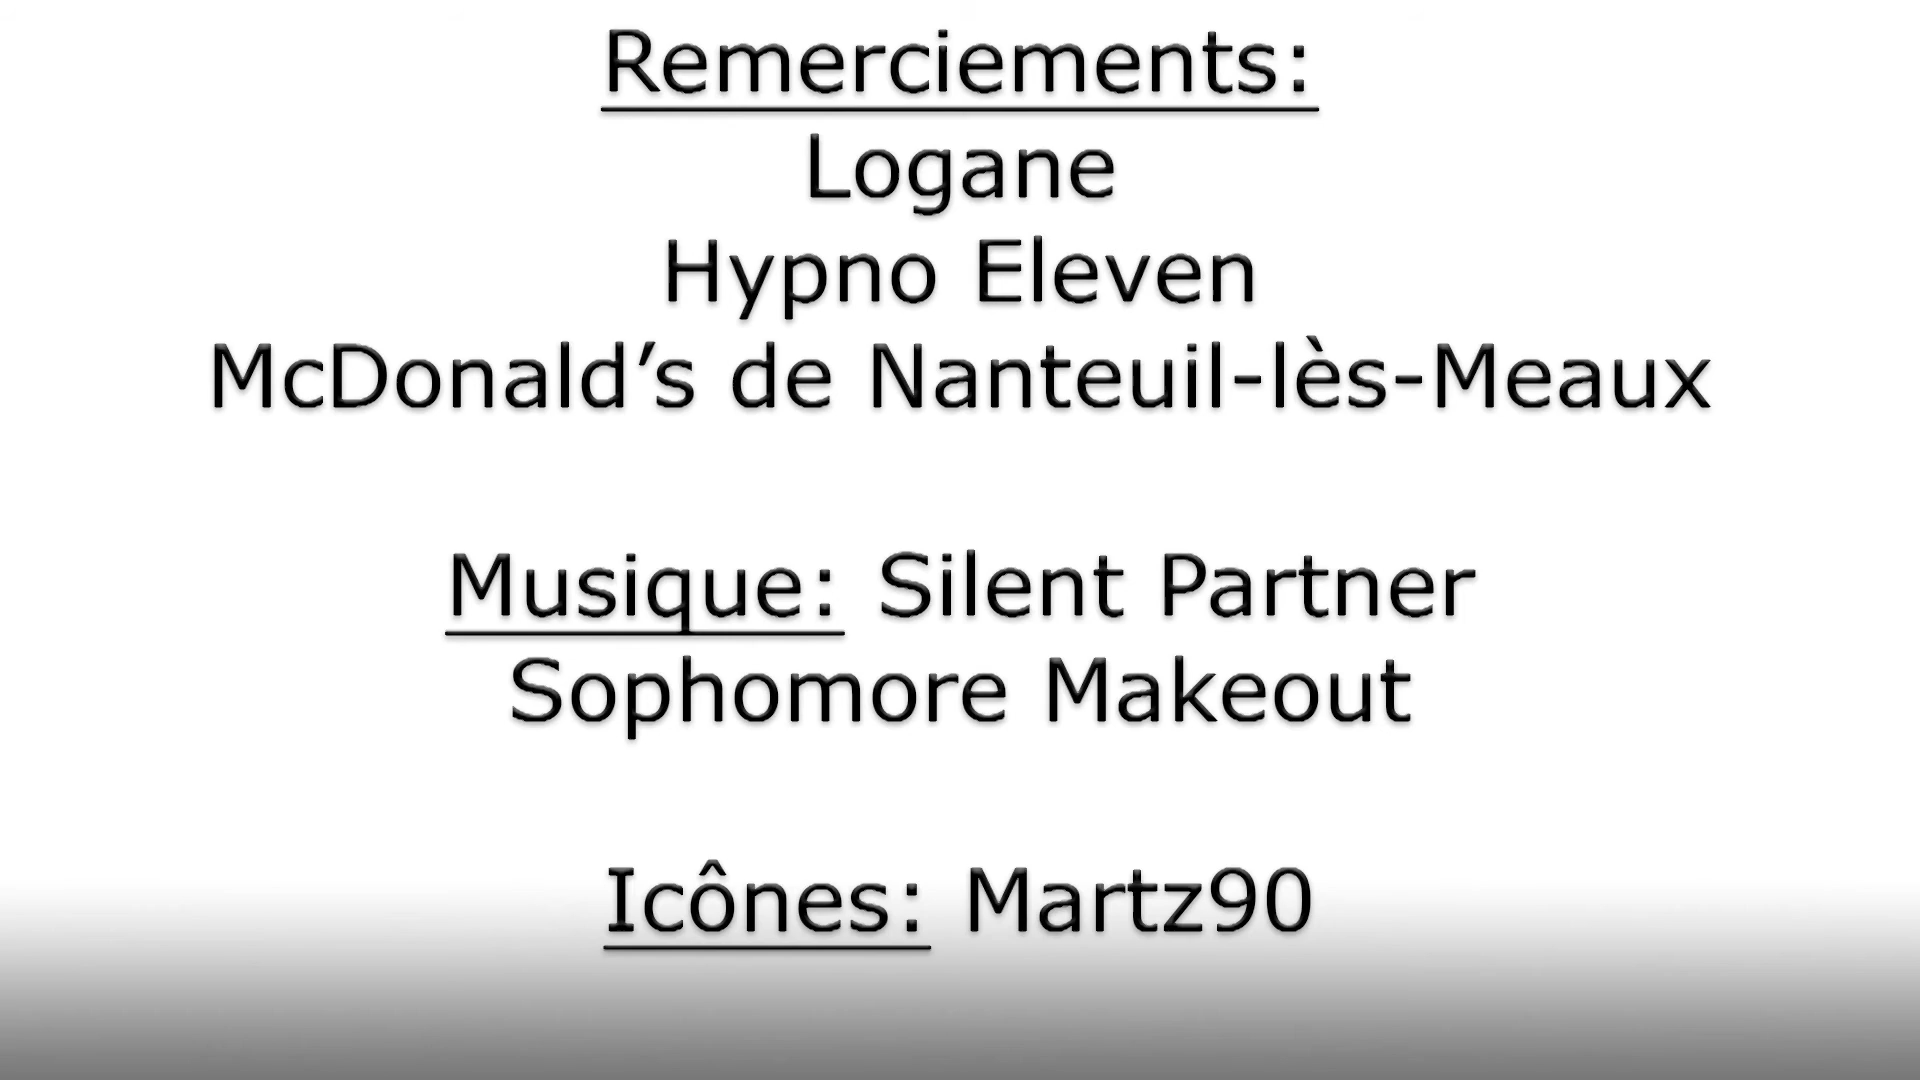 Remerciements:
Logane
Hypno Eleven
McDonald’s de Nanteuil-lès-Meaux
Musique: Silent Partner
Sophomore Makeout
Icônes: Martz90